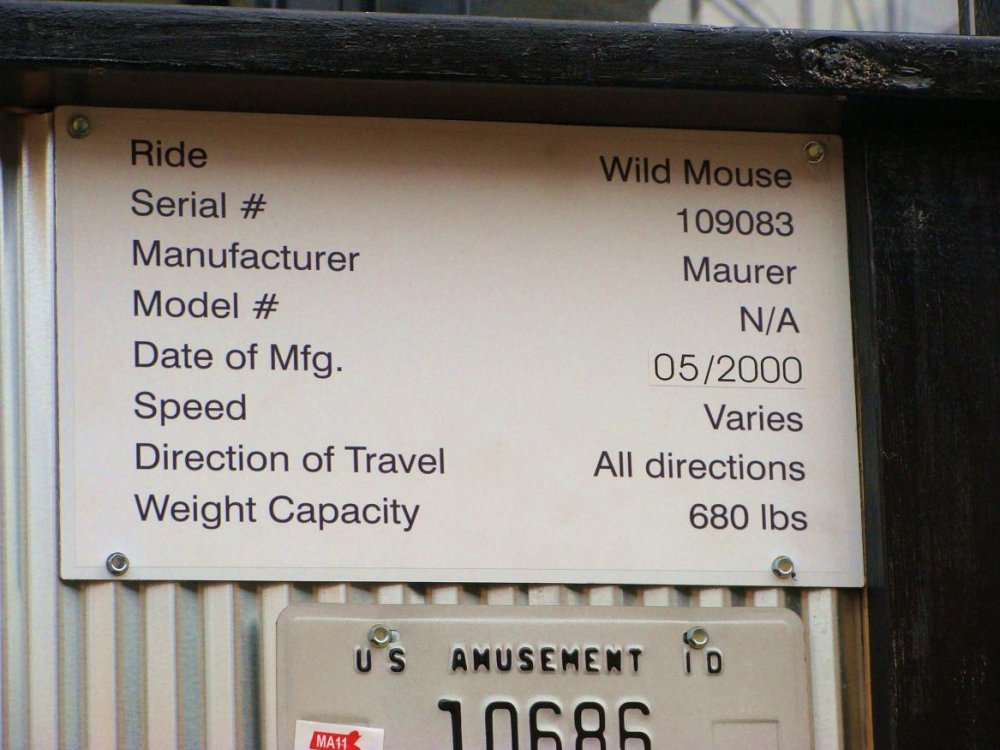 Ride Wild Mouse
Serial # 109083
Manufacturer Maurer
Model # N/A
Date of Mfg. 05/2000
Speed Varies
Direction of Travel All directions
Weight Capacity 680 lbs
US AMUSEMENT ID
10686
MA11